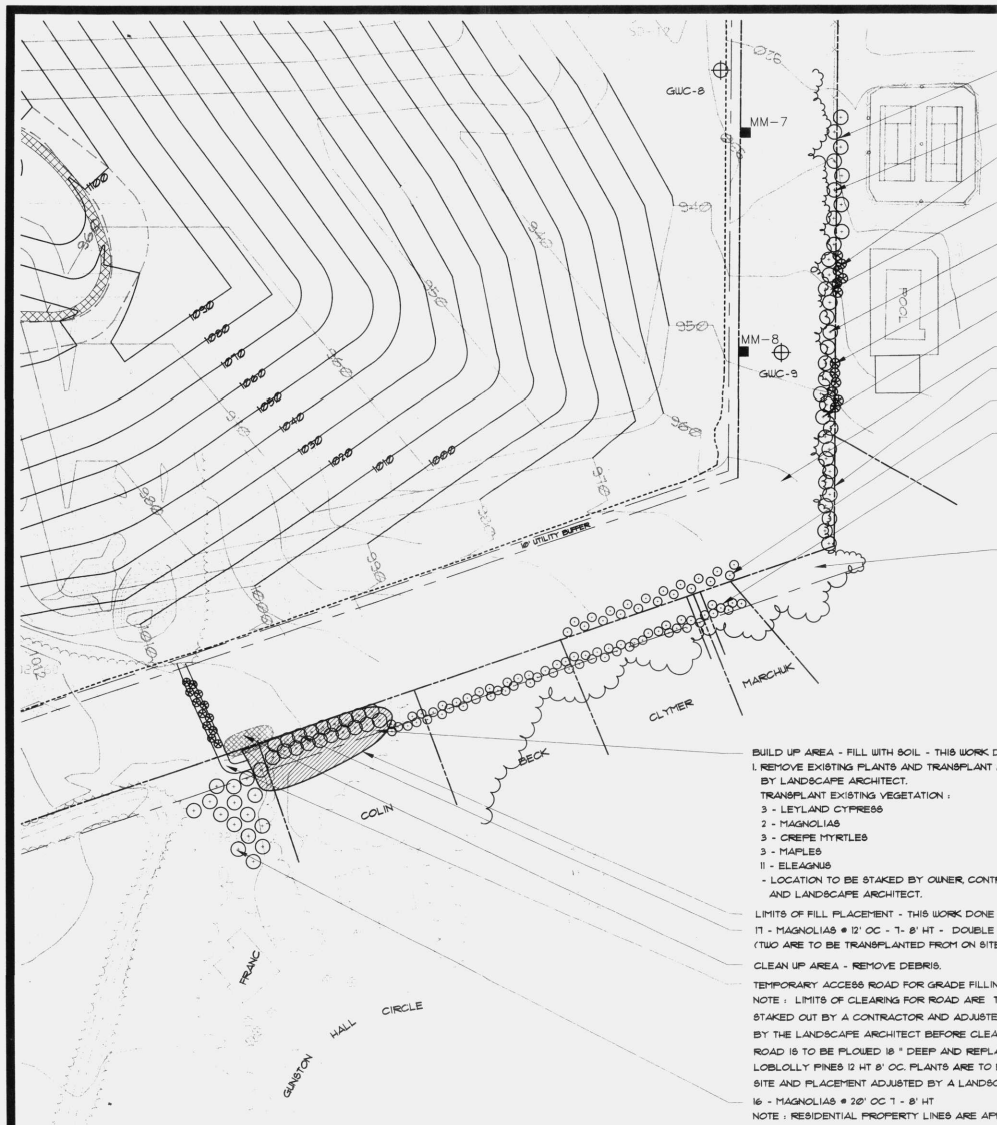 920
GWC-8
MM-7
940
950
MM-8
GWC-9
960
970
POOL
1100
960
1090
1080
1070
1060
1050
1040
1030
1020
1010
1000
940
950
960
980
990
1000
1010
1012
10' UTILITY BUFFER
MARCHUK
CLYMER
BECK
COLIN
FRANC
GUNSTON HALL CIRCLE
BUILD UP AREA - FILL WITH SOIL - THIS WORK D
1. REMOVE EXISTING PLANTS AND TRANSPLANT
BY LANDSCAPE ARCHITECT.
TRANSPLANT EXISTING VEGETATION :
3 - LEYLAND CYPRESS
2 - MAGNOLIAS
3 - CREPE MYRTLES
3 - MAPLES
11 - ELEAGNUS
- LOCATION TO BE STAKED BY OWNER, CONTR
AND LANDSCAPE ARCHITECT.
LIMITS OF FILL PLACEMENT - THIS WORK DONE
17 - MAGNOLIAS @ 12' OC - 7- 8' HT - DOUBLE
(TWO ARE TO BE TRANSPLANTED FROM ON SITE
CLEAN UP AREA - REMOVE DEBRIS.
TEMPORARY ACCESS ROAD FOR GRADE FILLIN
NOTE : LIMITS OF CLEARING FOR ROAD ARE T
STAKED OUT BY A CONTRACTOR AND ADJUSTE
BY THE LANDSCAPE ARCHITECT BEFORE CLEA
ROAD IS TO BE PLOWED 18 " DEEP AND REPLA
LOBLOLLY PINES 12 HT 8' OC. PLANTS ARE TO
SITE AND PLACEMENT ADJUSTED BY A LANDSC
16 - MAGNOLIAS @ 20' OC 7 - 8' HT
NOTE : RESIDENTIAL PROPERTY LINES ARE AP